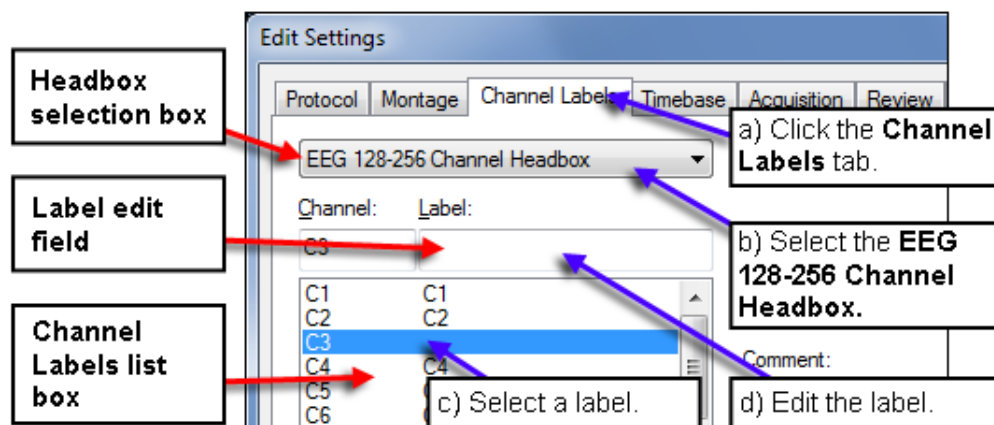 Edit Settings
Headbox
selection box
Protocol Montage Channel Labels Timebase Acquisition Review
a) Click the Channel
Labels tab.
EEG 128-256 Channel Headbox
Label edit
field
Channel: Label:
C3
b) Select the EEG
128-256 Channel
Headbox.
C1 C1
C2 C2
C3
C4 C4
C5
C6
Channel
Labels list
box
Comment:
c) Select a label.
d) Edit the label.